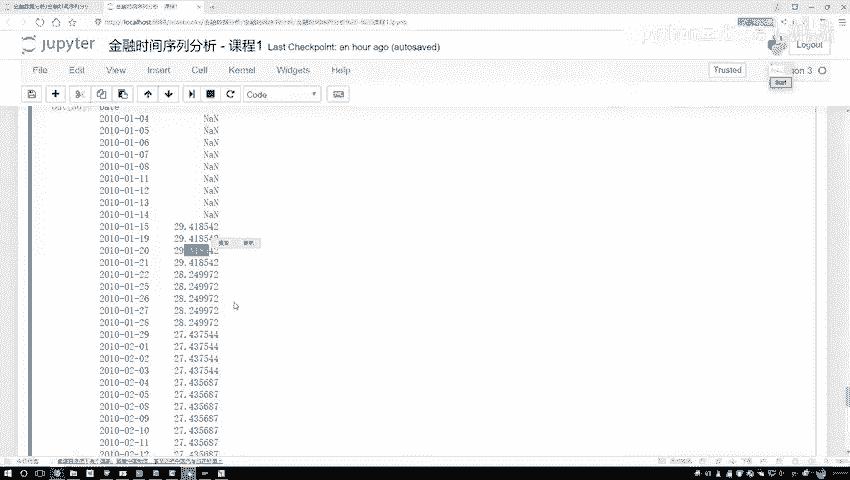 http://localhost:8888/notebooks/
jupyter 金融时间序列分析 - 课程1 Last Checkpoint: an hour ago (autosaved) Logout
File Edit View Insert Cell Kernel Widgets Help Trusted
Code
Date
2010-01-04 NaN
2010-01-05 NaN
2010-01-06 NaN
2010-01-07 NaN
2010-01-08 NaN
2010-01-11 NaN
2010-01-12 NaN
2010-01-13 NaN
2010-01-14 NaN
2010-01-15 29.418542
2010-01-19 29.418542
2010-01-20
2010-01-21 29.418542
2010-01-22 28.249972
2010-01-25 28.249972
2010-01-26 28.249972
2010-01-27 28.249972
2010-01-28 28.249972
2010-01-29 27.437544
2010-02-01 27.437544
2010-02-02 27.437544
2010-02-03 27.437544
2010-02-04 27.435687
2010-02-05 27.435687
2010-02-08 27.435687
2010-02-09 27.435687
2010-02-10 27.435687
2010-02-11 27.435687
2010-02-12 27.435687